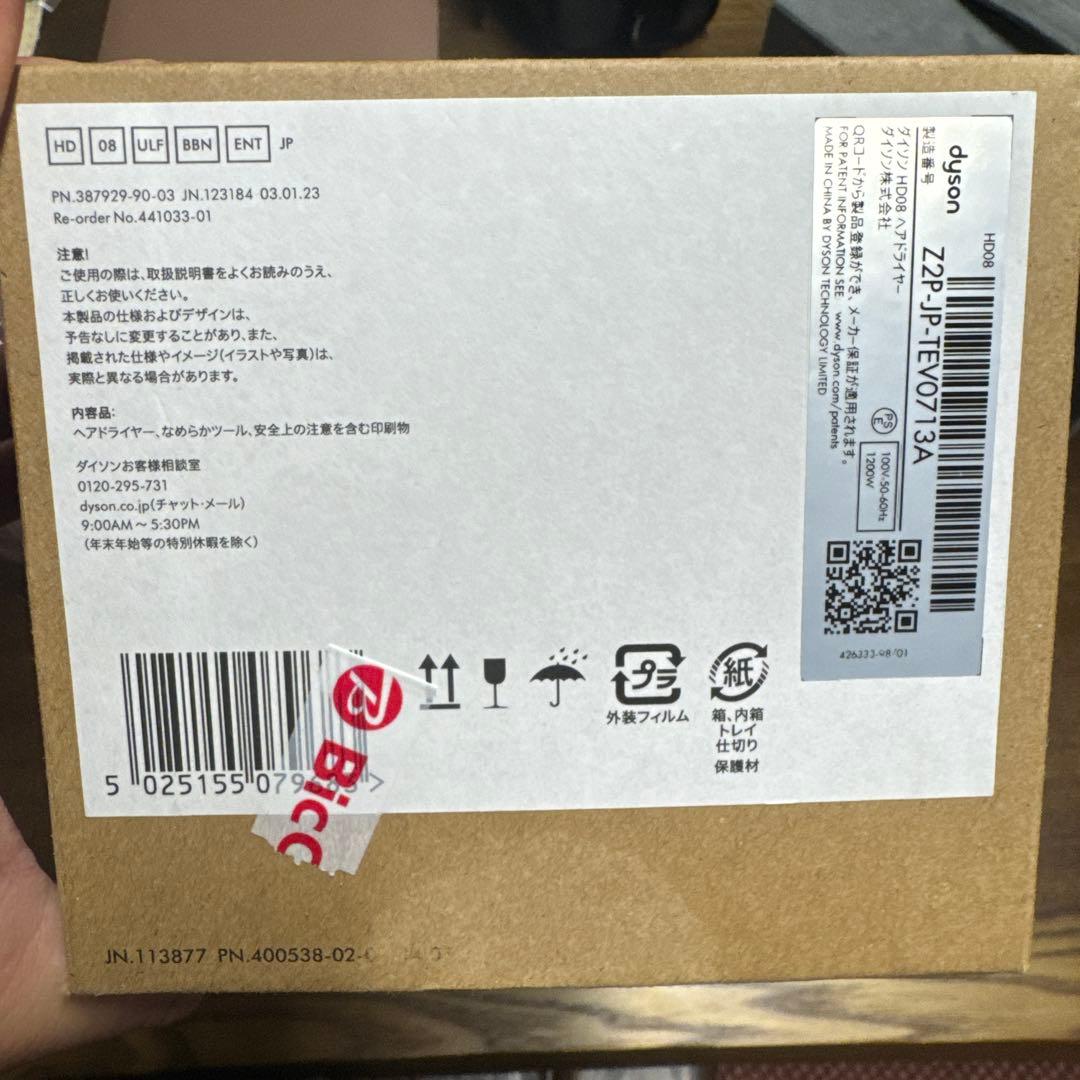 HD 08 ULF BBN ENT JP
PN.387929-90-03 JN.123184 03.01.23
Re-order No.441033-01
注意!
ご使用の際は、取扱説明書をよくお読みのうえ、
正しくお使いください。
本製品の仕様およびデザインは、
予告なしに変更することがあり、また、
掲載された仕様やイメージ(イラストや写真)は、
実際と異なる場合があります。
内容品:
ヘアドライヤー、なめらかツール、安全上の注意を含む印刷物
ダイソンお客様相談室
0120-295-731
dyson.co.jp(チャット・メール)
9:00AM ~ 5:30PM
(年末年始等の特別休暇を除く)
dyson
HD08
製造番号 Z2P-JP-TEV0713A
ダイソン HD08 ヘアドライヤー
ダイソン株式会社
QRコードから製品登録ができ、メーカー保証が適用されます。
FOR PATENT INFORMATION SEE www.dyson.com/patents
MADE IN CHINA BY DYSON TECHNOLOGY LIMITED
PSE
100V-50-60Hz
1200W
426333-98/01
5 025155 07
BicC
プラ
外装フィルム
紙
箱、内箱
トレイ
仕切り
保護材
JN.113877 PN.400538-02-